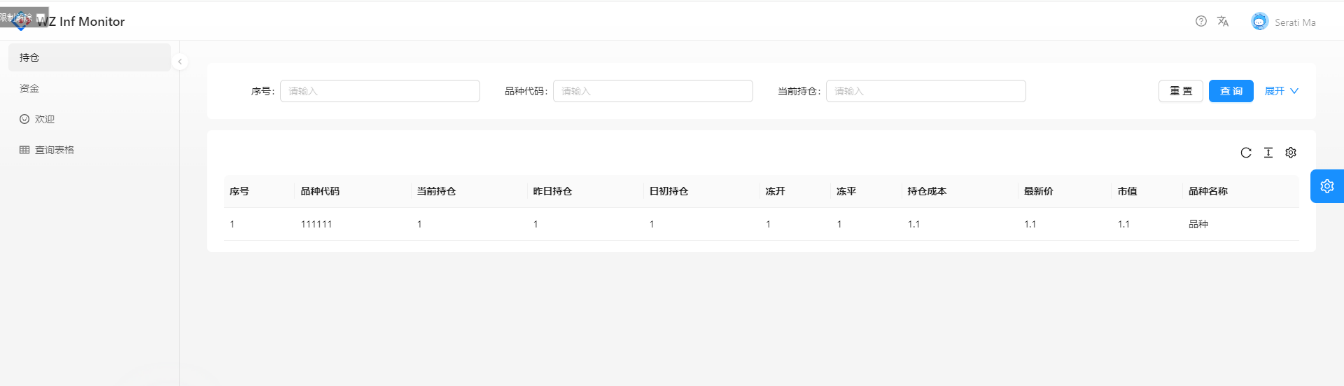 WZ Inf Monitor
Serati Ma
持仓
资金
欢迎
查询表格
序号: 请输入 品种代码: 请输入 当前持仓: 请输入 重置 查询 展开
序号 品种代码 当前持仓 昨日持仓 日初持仓 冻开 冻平 持仓成本 最新价 市值 品种名称
1 111111 1 1 1 1 1 1.1 1.1 1.1 品种